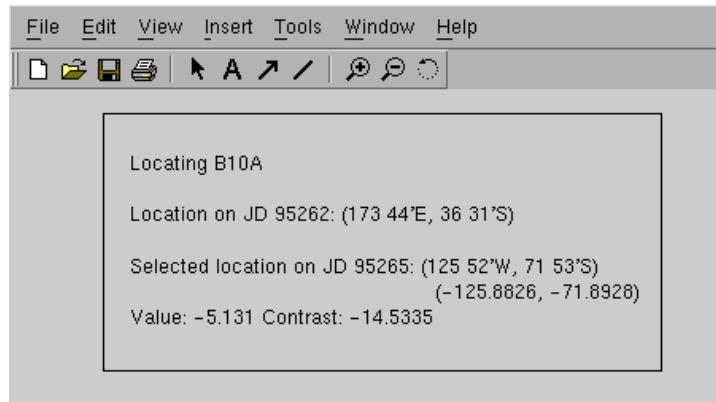 File Edit View Insert Tools Window Help
A
Locating B10A
Location on JD 95262: (173 44'E, 36 31'S)
Selected location on JD 95265: (125 52'W, 71 53'S)
(-125.8826, -71.8928)
Value: -5.131 Contrast: -14.5335